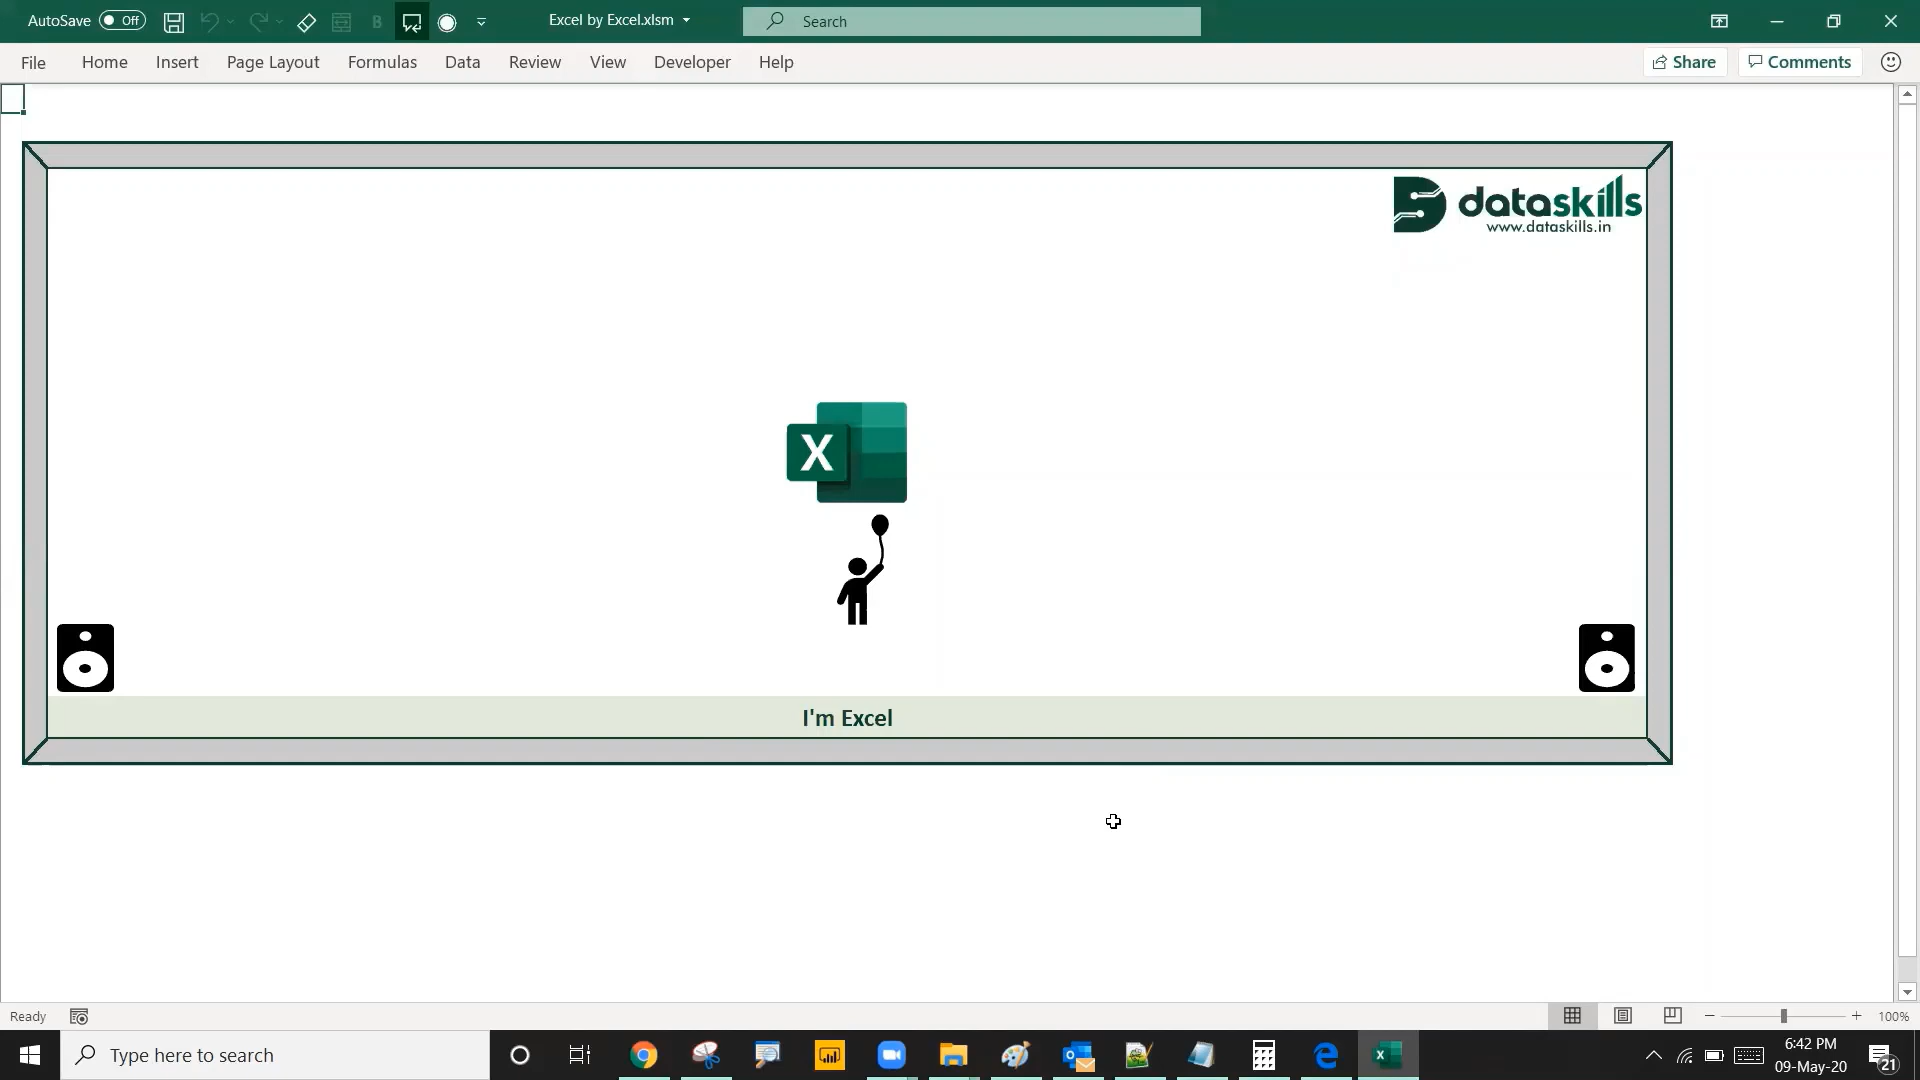 AutoSave Off B Excel by Excel.xlsm Search
File Home Insert Page Layout Formulas Data Review View Developer Help Share Comments
dataskills
www.dataskills.in
X
I'm Excel
Ready 100%
Type here to search
6:42 PM
09-May-20
21